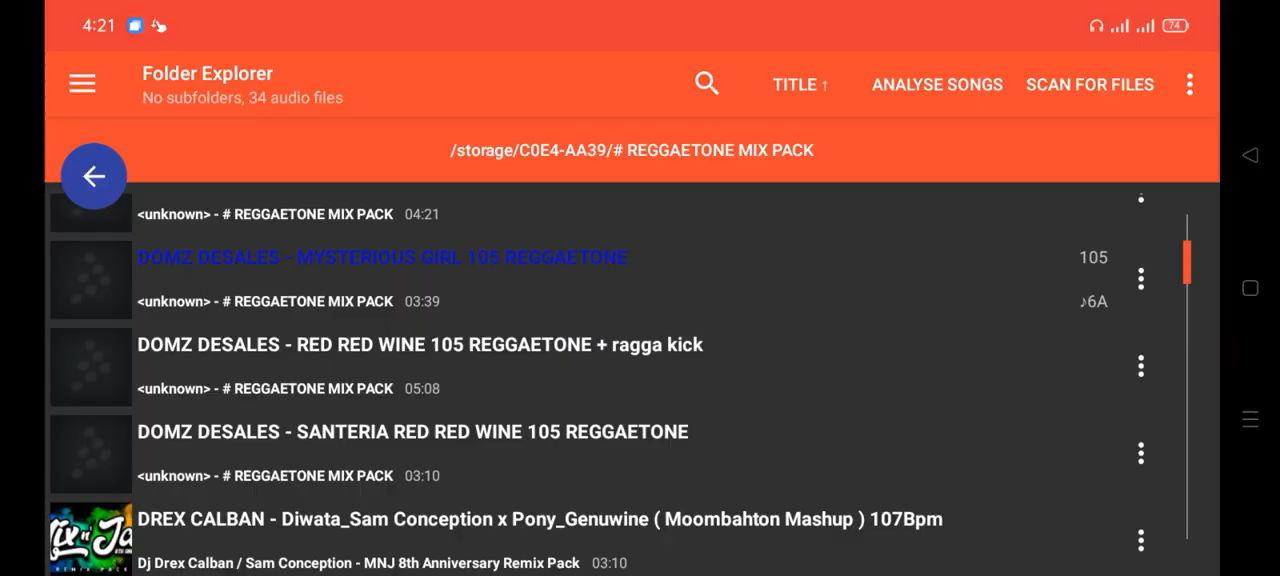 4:21
74
Folder Explorer
No subfolders, 34 audio files
TITLE ↑
ANALYSE SONGS
SCAN FOR FILES
/storage/C0E4-AA39/# REGGAETONE MIX PACK
<unknown> - # REGGAETONE MIX PACK 04:21
DOMZ DESALES - MYSTERIOUS GIRL 105 REGGAETONE
105
<unknown> - # REGGAETONE MIX PACK 03:39
♪6A
DOMZ DESALES - RED RED WINE 105 REGGAETONE + ragga kick
<unknown> - # REGGAETONE MIX PACK 05:08
DOMZ DESALES - SANTERIA RED RED WINE 105 REGGAETONE
<unknown> - # REGGAETONE MIX PACK 03:10
DREX CALBAN - Diwata_Sam Conception x Pony_Genuwine ( Moombahton Mashup ) 107Bpm
Dj Drex Calban / Sam Conception - MNJ 8th Anniversary Remix Pack 03:10